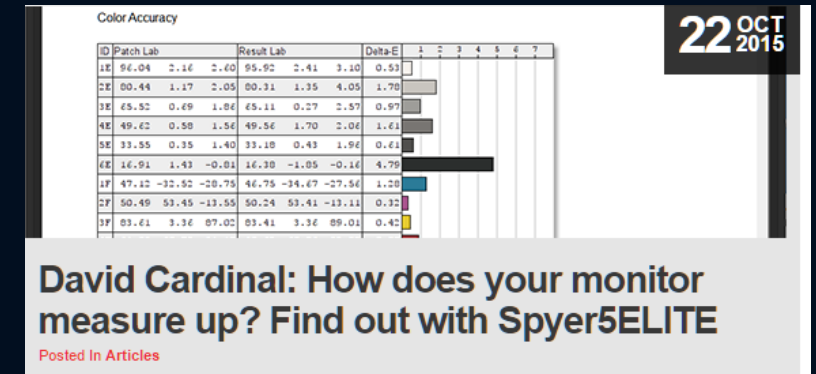 Color Accuracy
22 OCT 2015
ID Patch Lab Result Lab Delta-E 1 2 3 4 5 6 7
1E 96.04 2.16 2.60 95.92 2.41 3.10 0.53
2E 80.44 1.17 2.05 80.31 1.35 4.05 1.78
3E 65.52 0.69 1.86 65.11 0.27 2.57 0.97
4E 49.62 0.58 1.56 49.56 1.70 2.06 1.61
5E 33.55 0.35 1.40 33.18 0.43 1.96 0.61
6E 16.91 1.43 -0.81 16.38 -1.85 -0.16 4.79
1F 47.12 -32.52 -28.75 46.75 -34.67 -27.56 1.28
2F 50.49 53.45 -13.55 50.24 53.41 -13.11 0.32
3F 83.61 3.36 87.02 83.41 3.36 89.01 0.42
David Cardinal: How does your monitor
measure up? Find out with Spyer5ELITE
Posted In Articles